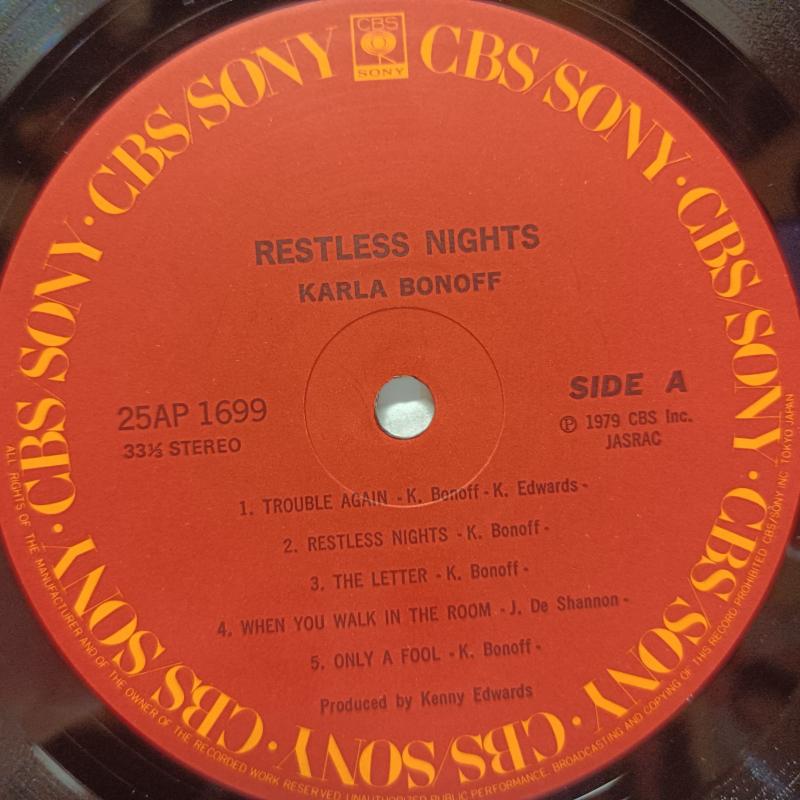 CBS
SONY
CBS/SONY · CBS/SONY · CBS/SONY · CBS/SONY · CBS/SONY · CBS/SONY · CBS/SONY · CBS/SONY
RESTLESS NIGHTS
KARLA BONOFF
25AP 1699
33⅓ STEREO
SIDE A
Ⓟ 1979 CBS Inc.
JASRAC
1. TROUBLE AGAIN - K. Bonoff - K. Edwards -
2. RESTLESS NIGHTS - K. Bonoff -
3. THE LETTER - K. Bonoff -
4. WHEN YOU WALK IN THE ROOM - J. De Shannon -
5. ONLY A FOOL - K. Bonoff -
Produced by Kenny Edwards
ALL RIGHTS OF THE MANUFACTURER AND OF THE OWNER OF THE RECORDED WORK RESERVED. UNAUTHORIZED PUBLIC PERFORMANCE, BROADCASTING AND COPYING OF THIS RECORD PROHIBITED CBS/SONY INC. TOKYO JAPAN